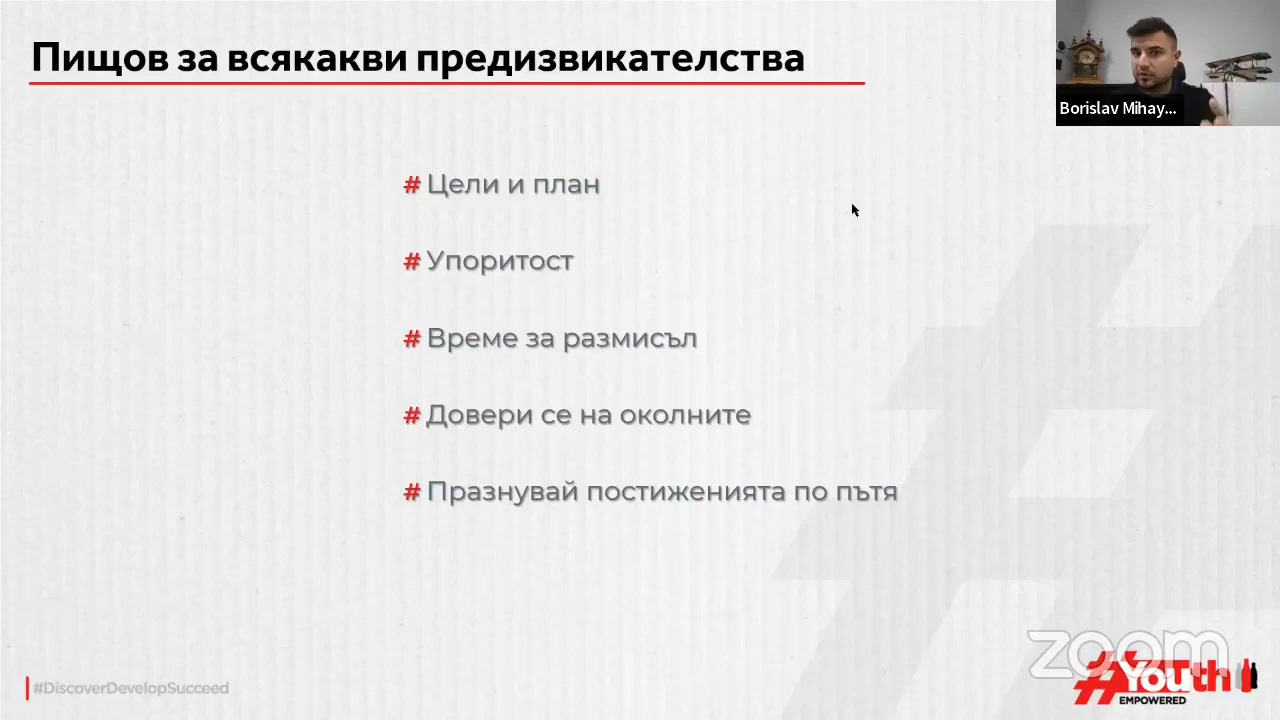 Пищов за всякакви предизвикателства
Borislav Mihay...
# Цели и план
# Упоритост
# Време за размисъл
# Довери се на околните
# Празнувай постиженията по пътя
zoom
#DiscoverDevelopSucceed
#YOUth
EMPOWERED